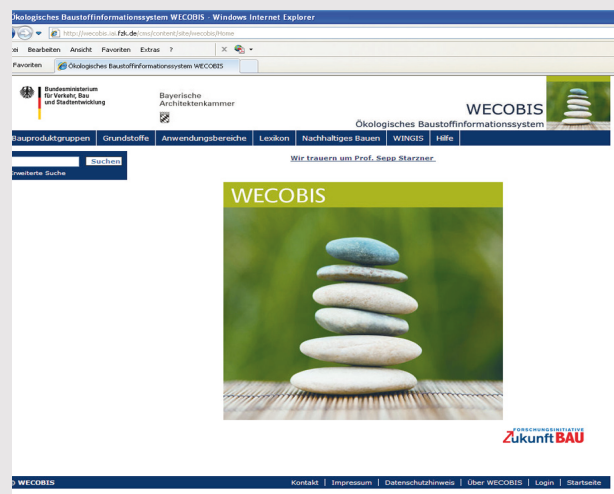 Ökologisches Baustoffinformationssystem WECOBIS - Windows Internet Explorer
http://wecobis.iai.fzk.de/cms/content/site/wecobis/Home
Bearbeiten Ansicht Favoriten Extras ?
Favoriten Ökologisches Baustoffinformationssystem WECOBIS
Bundesministerium
für Verkehr, Bau
und Stadtentwicklung
Bayerische
Architektenkammer
WECOBIS
Ökologisches Baustoffinformationssystem
Bauproduktgruppen Grundstoffe Anwendungsbereiche Lexikon Nachhaltiges Bauen WINGIS Hilfe
Suchen
Erweiterte Suche
Wir trauern um Prof. Sepp Starzner
WECOBIS
FORSCHUNGSINITIATIVE
Zukunft BAU
© WECOBIS Kontakt | Impressum | Datenschutzhinweis | Über WECOBIS | Login | Startseite